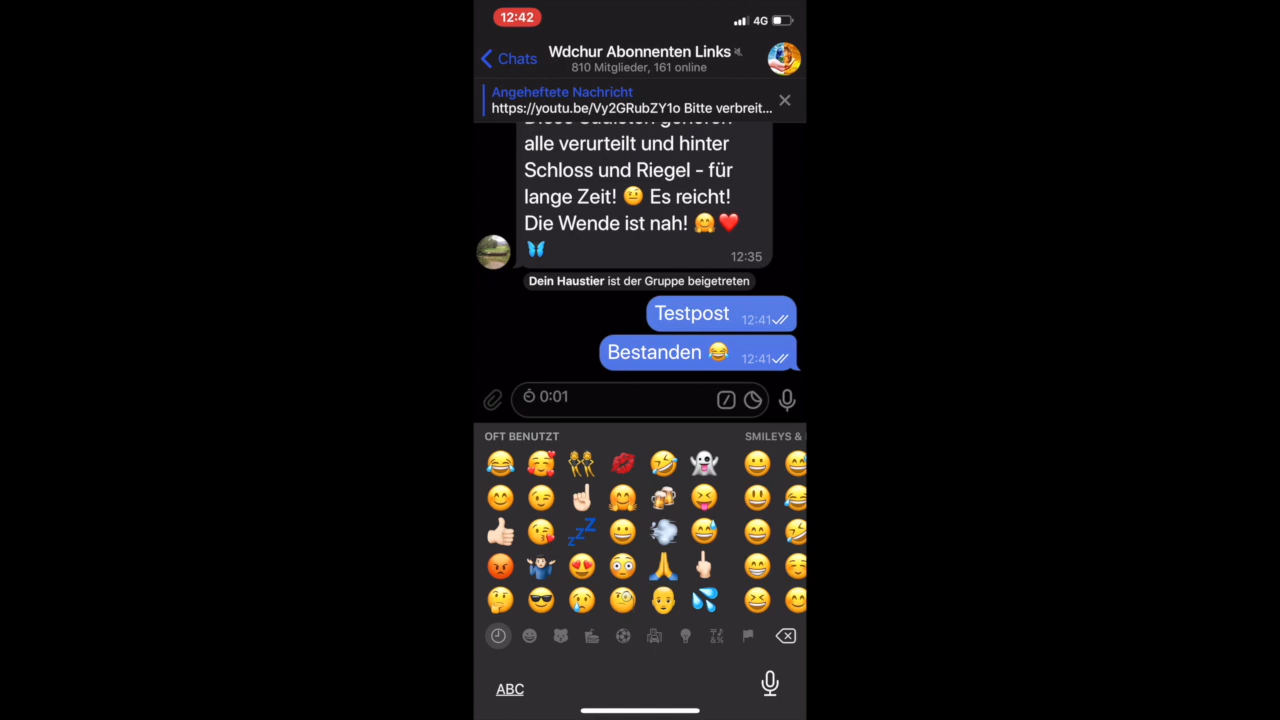 12:42
4G
Chats
Wdchur Abonnenten Links
810 Mitglieder, 161 online
Angeheftete Nachricht
https://youtu.be/Vy2GRubZY1o Bitte verbreit...
alle verurteilt und hinter
Schloss und Riegel - für
lange Zeit! 🤨 Es reicht!
Die Wende ist nah! 🤗❤️
🦋
12:35
Dein Haustier ist der Gruppe beigetreten
Testpost 12:41
Bestanden 😂 12:41
0:01
OFT BENUTZT
SMILEYS &
ABC